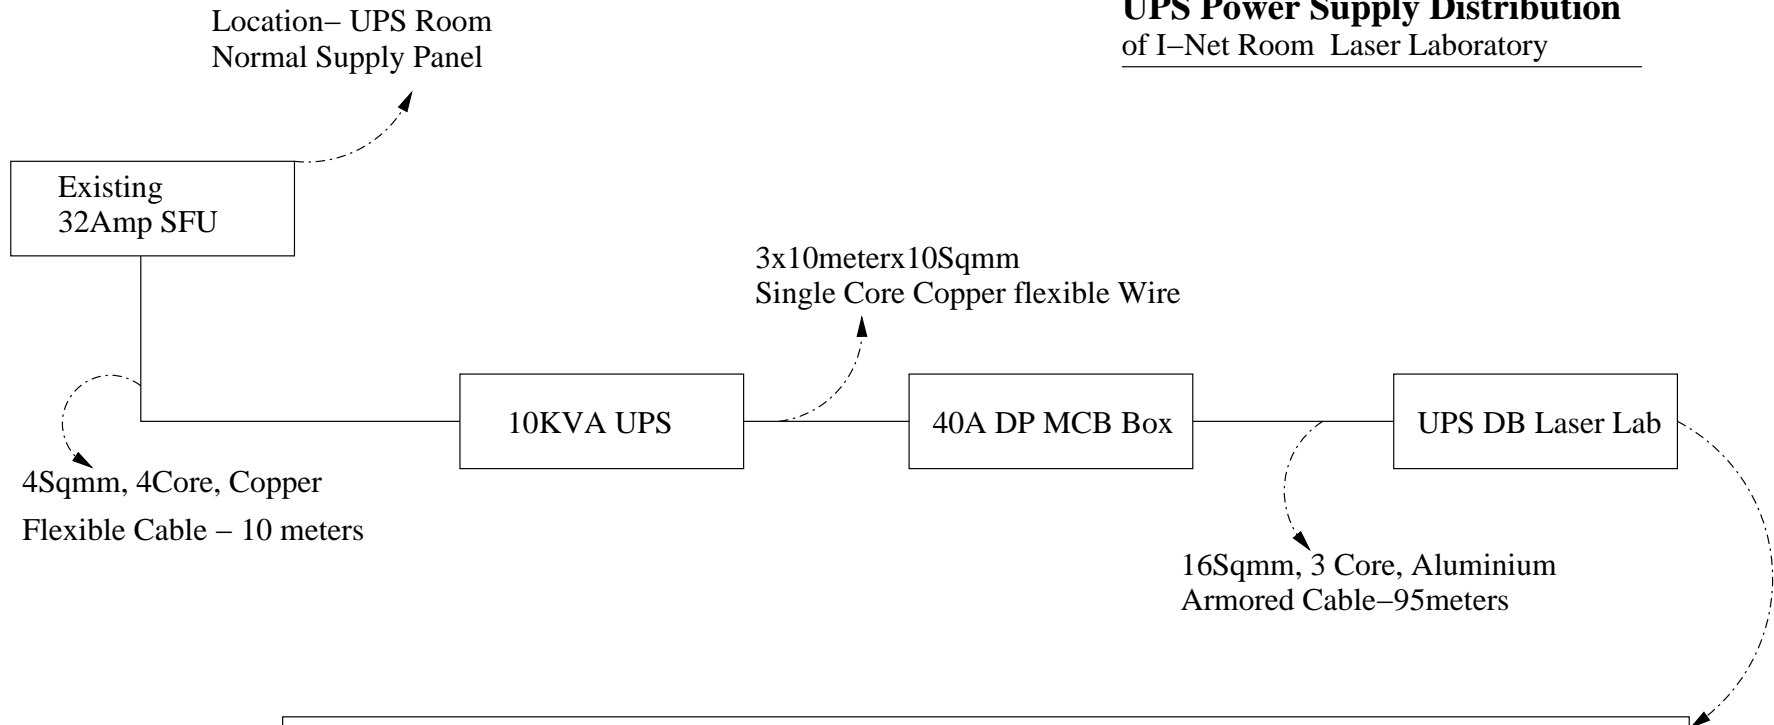 UPS Power Supply Distribution
of I–Net Room Laser Laboratory
Location– UPS Room
Normal Supply Panel
Existing
32Amp SFU
3x10meterx10Sqmm
Single Core Copper flexible Wire
10KVA UPS
40A DP MCB Box
UPS DB Laser Lab
4Sqmm, 4Core, Copper
Flexible Cable – 10 meters
16Sqmm, 3 Core, Aluminium
Armored Cable–95meters